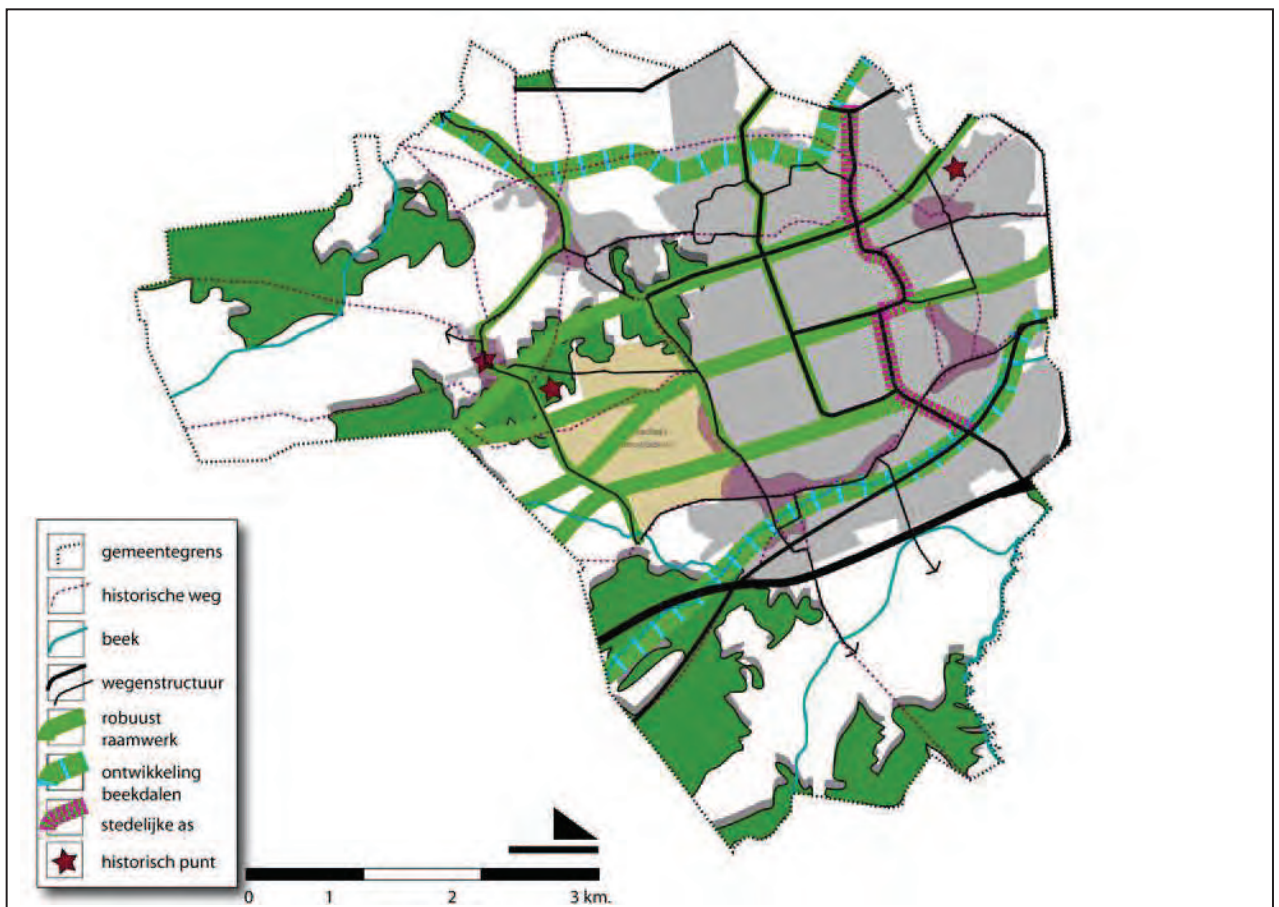 gemeentegrens
historische weg
beek
wegenstructuur
robuust
raamwerk
ontwikkeling
beekdalen
stedelijke as
historisch punt
0 1 2 3 km.